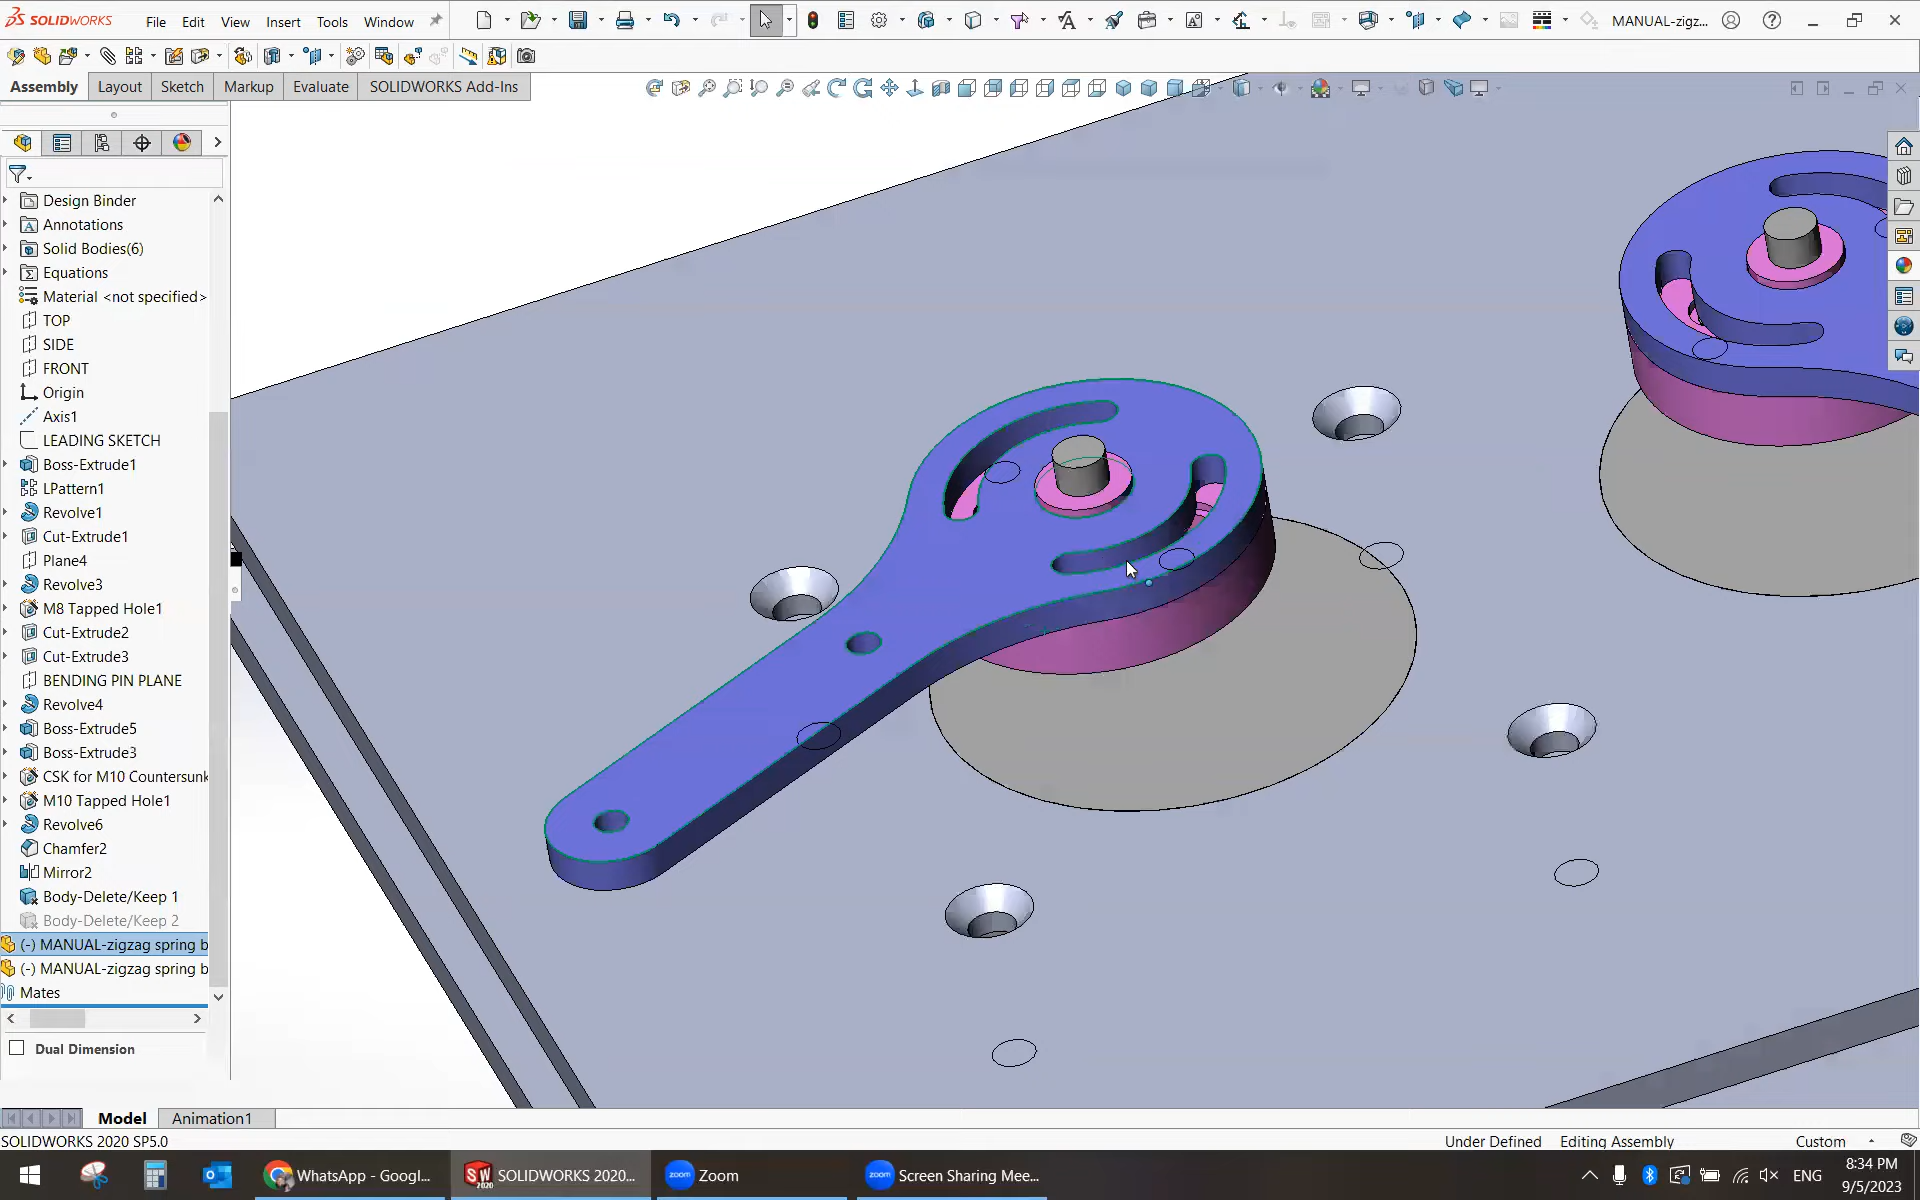 SOLIDWORKS File Edit View Insert Tools Window MANUAL-zigz...
Assembly Layout Sketch Markup Evaluate SOLIDWORKS Add-Ins
Design Binder
Annotations
Solid Bodies(6)
Equations
Material <not specified>
TOP
SIDE
FRONT
Origin
Axis1
LEADING SKETCH
Boss-Extrude1
LPattern1
Revolve1
Cut-Extrude1
Plane4
Revolve3
M8 Tapped Hole1
Cut-Extrude2
Cut-Extrude3
BENDING PIN PLANE
Revolve4
Boss-Extrude5
Boss-Extrude3
CSK for M10 Countersunk
M10 Tapped Hole1
Revolve6
Chamfer2
Mirror2
Body-Delete/Keep 1
Body-Delete/Keep 2
(-) MANUAL-zigzag spring b
(-) MANUAL-zigzag spring b
Mates
Dual Dimension
Model Animation1
SOLIDWORKS 2020 SP5.0 Under Defined Editing Assembly Custom
WhatsApp - Googl... SOLIDWORKS 2020... Zoom Screen Sharing Mee... ENG 8:34 PM
9/5/2023